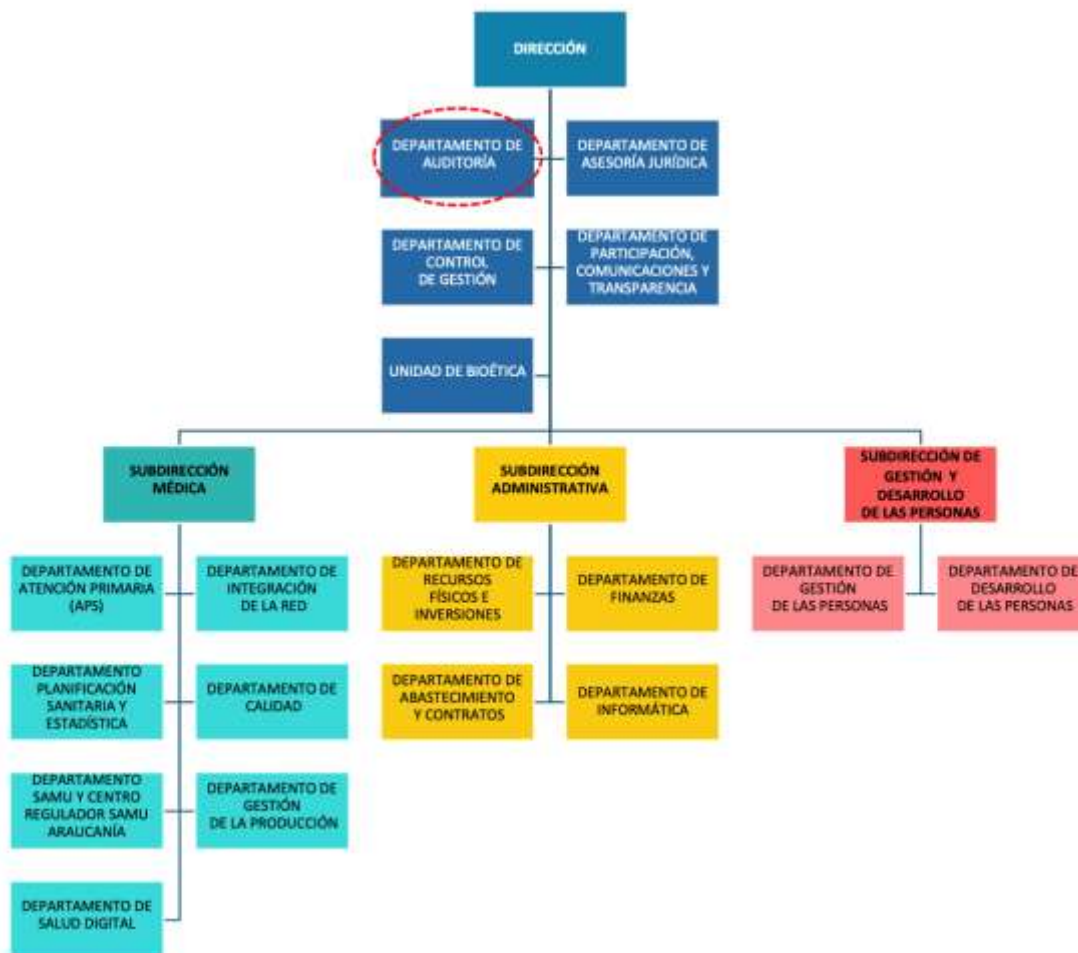 DIRECCIÓN
DEPARTAMENTO DE
AUDITORÍA
DEPARTAMENTO DE
ASESORÍA JURÍDICA
DEPARTAMENTO DE
CONTROL
DE GESTIÓN
DEPARTAMENTO DE
PARTICIPACIÓN,
COMUNICACIONES Y
TRANSPARENCIA
UNIDAD DE BIOÉTICA
SUBDIRECCIÓN
MÉDICA
SUBDIRECCIÓN
ADMINISTRATIVA
SUBDIRECCIÓN DE
GESTIÓN Y
DESARROLLO
DE LAS PERSONAS
DEPARTAMENTO DE
ATENCIÓN PRIMARIA
(APS)
DEPARTAMENTO DE
INTEGRACIÓN
DE LA RED
DEPARTAMENTO DE
RECURSOS
FÍSICOS E
INVERSIONES
DEPARTAMENTO DE
FINANZAS
DEPARTAMENTO DE
GESTIÓN
DE LAS PERSONAS
DEPARTAMENTO DE
DESARROLLO
DE LAS PERSONAS
DEPARTAMENTO
PLANIFICACIÓN
SANITARIA Y
ESTADÍSTICA
DEPARTAMENTO DE
CALIDAD
DEPARTAMENTO DE
ABASTECIMIENTO
Y CONTRATOS
DEPARTAMENTO DE
INFORMÁTICA
DEPARTAMENTO
SAMU Y CENTRO
REGULADOR SAMU
ARAUCANÍA
DEPARTAMENTO DE
GESTIÓN
DE LA PRODUCCIÓN
DEPARTAMENTO DE
SALUD DIGITAL